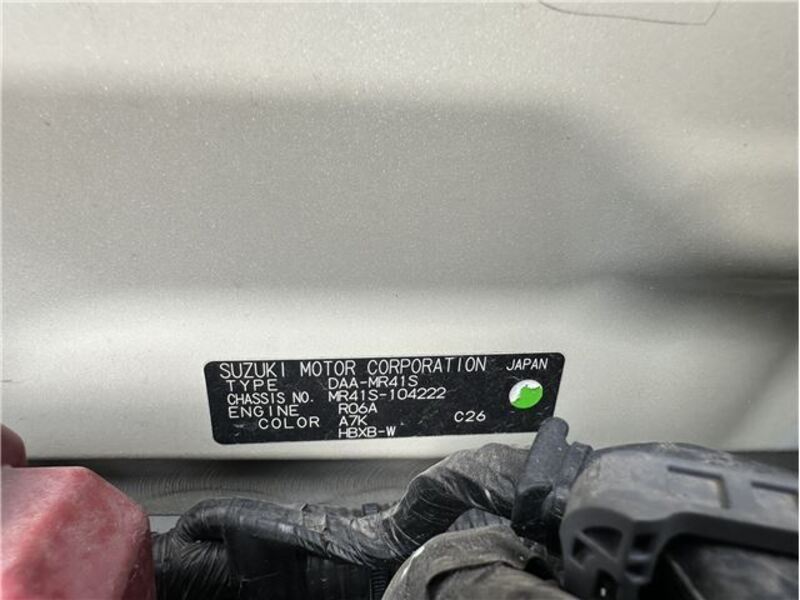 SUZUKI MOTOR CORPORATION JAPAN
TYPE DAA-MR41S
CHASSIS NO. MR41S-104222
ENGINE R06A
COLOR A7K C26
HBXB-W